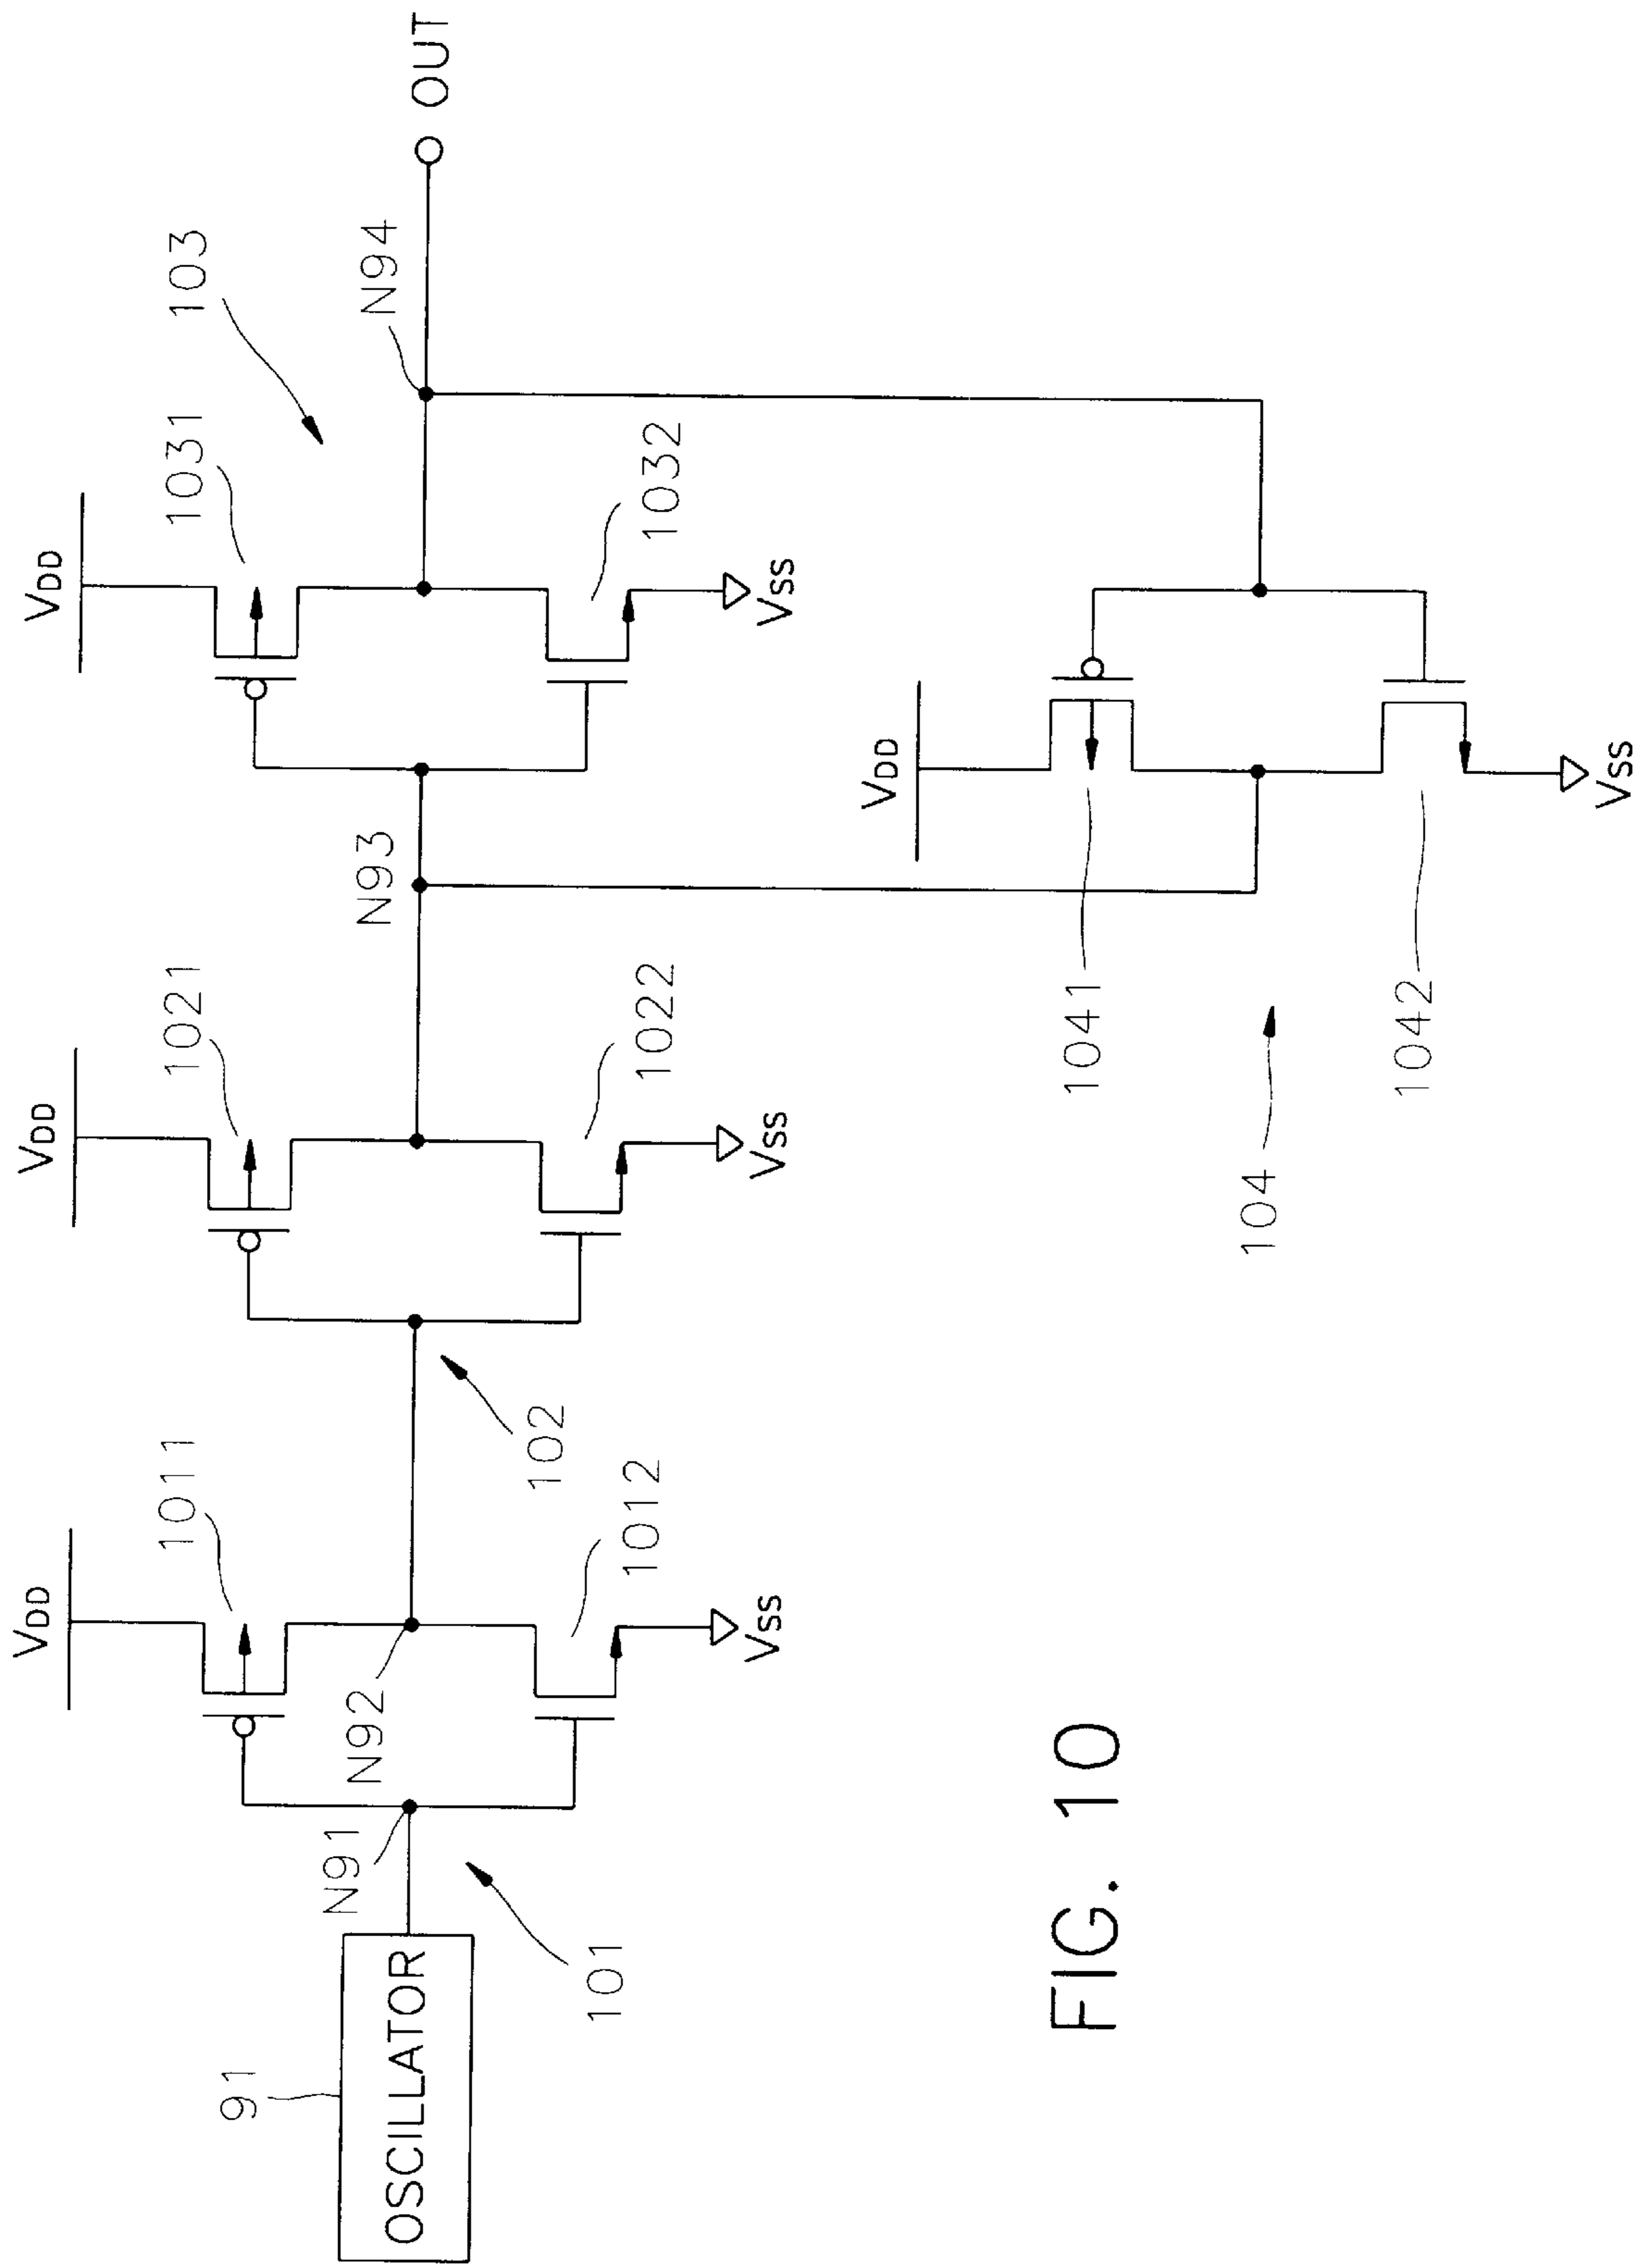 VDD
VDD
VDD
1011
1021
1031
103
91
OSCILLATOR
N91
N92
N93
N94
OUT
101
102
1012
1022
1032
VSS
VSS
VSS
VDD
1041
104
1042
VSS
FIG. 10